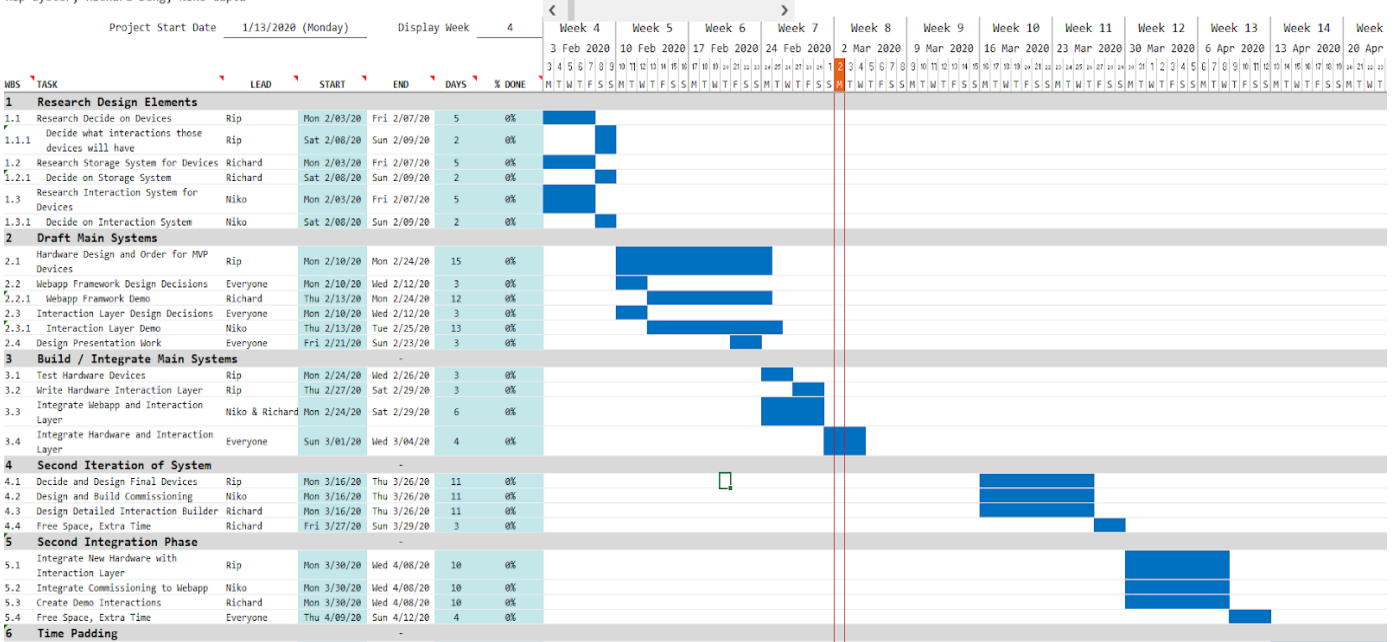 Project Start Date 1/13/2020 (Monday) Display Week 4
Week 4 Week 5 Week 6 Week 7 Week 8 Week 9 Week 10 Week 11 Week 12 Week 13 Week 14 Week
3 Feb 2020 10 Feb 2020 17 Feb 2020 24 Feb 2020 2 Mar 2020 9 Mar 2020 16 Mar 2020 23 Mar 2020 30 Mar 2020 6 Apr 2020 13 Apr 2020 20 Apr
WBS TASK LEAD START END DAYS % DONE M T W T F S S M T W T F S S M T W T F S S M T W T F S S M T W T F S S M T W T F S S M T W T F S S M T W T F S S M T W T F S S M T W T F S S M T W T F S S M T W T
1 Research Design Elements
1.1 Research Decide on Devices Rip Mon 2/03/20 Fri 2/07/20 5 0%
1.1.1 Decide what interactions those
devices will have Rip Sat 2/08/20 Sun 2/09/20 2 0%
1.2 Research Storage System for Devices Richard Mon 2/03/20 Fri 2/07/20 5 0%
1.2.1 Decide on Storage System Richard Sat 2/08/20 Sun 2/09/20 2 0%
1.3 Research Interaction System for
Devices Niko Mon 2/03/20 Fri 2/07/20 5 0%
1.3.1 Decide on Interaction System Niko Sat 2/08/20 Sun 2/09/20 2 0%
2 Draft Main Systems
2.1 Hardware Design and Order for MVP
Devices Rip Mon 2/10/20 Mon 2/24/20 15 0%
2.2 Webapp Framework Design Decisions Everyone Mon 2/10/20 Wed 2/12/20 3 0%
2.2.1 Webapp Framwork Demo Richard Thu 2/13/20 Mon 2/24/20 12 0%
2.3 Interaction Layer Design Decisions Everyone Mon 2/10/20 Wed 2/12/20 3 0%
2.3.1 Interaction Layer Demo Niko Thu 2/13/20 Tue 2/25/20 13 0%
2.4 Design Presentation Work Everyone Fri 2/21/20 Sun 2/23/20 3 0%
3 Build / Integrate Main Systems -
3.1 Test Hardware Devices Rip Mon 2/24/20 Wed 2/26/20 3 0%
3.2 Write Hardware Interaction Layer Rip Thu 2/27/20 Sat 2/29/20 3 0%
3.3 Integrate Webapp and Interaction
Layer Niko & Richard Mon 2/24/20 Sat 2/29/20 6 0%
3.4 Integrate Hardware and Interaction
Layer Everyone Sun 3/01/20 Wed 3/04/20 4 0%
4 Second Iteration of System -
4.1 Decide and Design Final Devices Rip Mon 3/16/20 Thu 3/26/20 11 0%
4.2 Design and Build Commissioning Niko Mon 3/16/20 Thu 3/26/20 11 0%
4.3 Design Detailed Interaction Builder Richard Mon 3/16/20 Thu 3/26/20 11 0%
4.4 Free Space, Extra Time Richard Fri 3/27/20 Sun 3/29/20 3 0%
5 Second Integration Phase -
5.1 Integrate New Hardware with
Interaction Layer Rip Mon 3/30/20 Wed 4/08/20 10 0%
5.2 Integrate Commissioning to Webapp Niko Mon 3/30/20 Wed 4/08/20 10 0%
5.3 Create Demo Interactions Richard Mon 3/30/20 Wed 4/08/20 10 0%
5.4 Free Space, Extra Time Everyone Thu 4/09/20 Sun 4/12/20 4 0%
6 Time Padding -